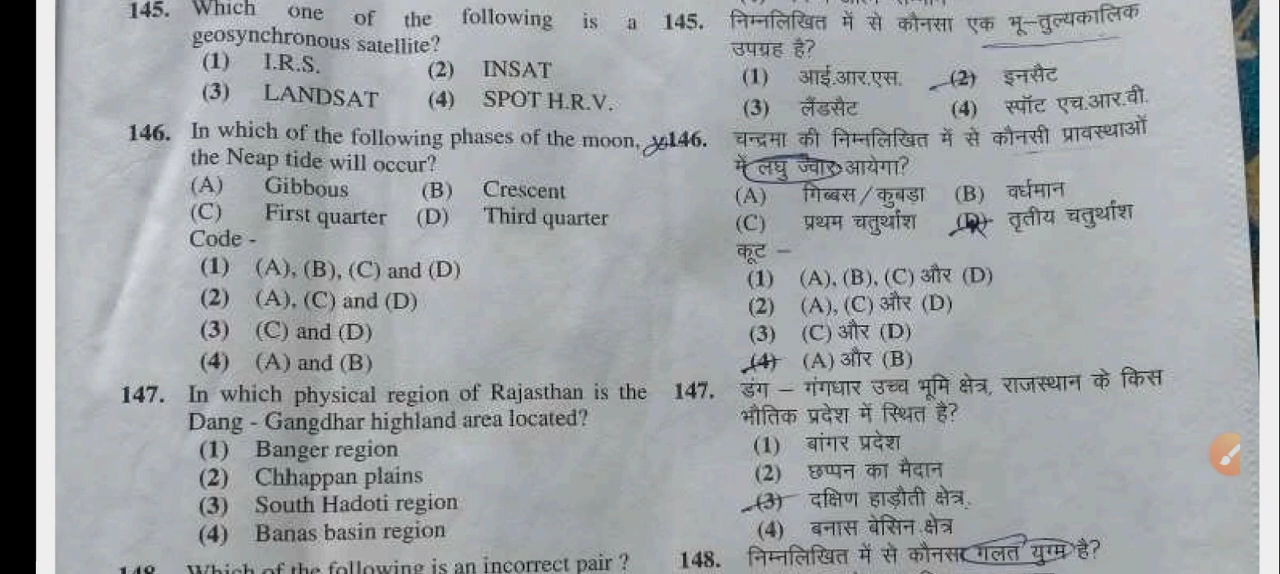 145. Which one of the following is a
geosynchronous satellite?
(1) I.R.S. (2) INSAT
(3) LANDSAT (4) SPOT H.R.V.
146. In which of the following phases of the moon,
the Neap tide will occur?
(A) Gibbous (B) Crescent
(C) First quarter (D) Third quarter
Code -
(1) (A), (B), (C) and (D)
(2) (A), (C) and (D)
(3) (C) and (D)
(4) (A) and (B)
147. In which physical region of Rajasthan is the
Dang - Gangdhar highland area located?
(1) Banger region
(2) Chhappan plains
(3) South Hadoti region
(4) Banas basin region
148. Which of the following is an incorrect pair ?
145. निम्नलिखित में से कौनसा एक भू-तुल्यकालिक
उपग्रह है?
(1) आई.आर.एस. (2) इनसैट
(3) लैंडसैट (4) स्पॉट एच.आर.वी.
146. चन्द्रमा की निम्नलिखित में से कौनसी प्रावस्थाओं
में लघु ज्वार आयेगा?
(A) गिब्बस / कुबड़ा (B) वर्धमान
(C) प्रथम चतुर्थांश (D) तृतीय चतुर्थांश
कूट –
(1) (A), (B), (C) और (D)
(2) (A), (C) और (D)
(3) (C) और (D)
(4) (A) और (B)
147. डंग – गंगधार उच्च भूमि क्षेत्र, राजस्थान के किस
भौतिक प्रदेश में स्थित है?
(1) बांगर प्रदेश
(2) छप्पन का मैदान
(3) दक्षिण हाड़ौती क्षेत्र.
(4) बनास बेसिन क्षेत्र
148. निम्नलिखित में से कौनसा गलत युग्म है?